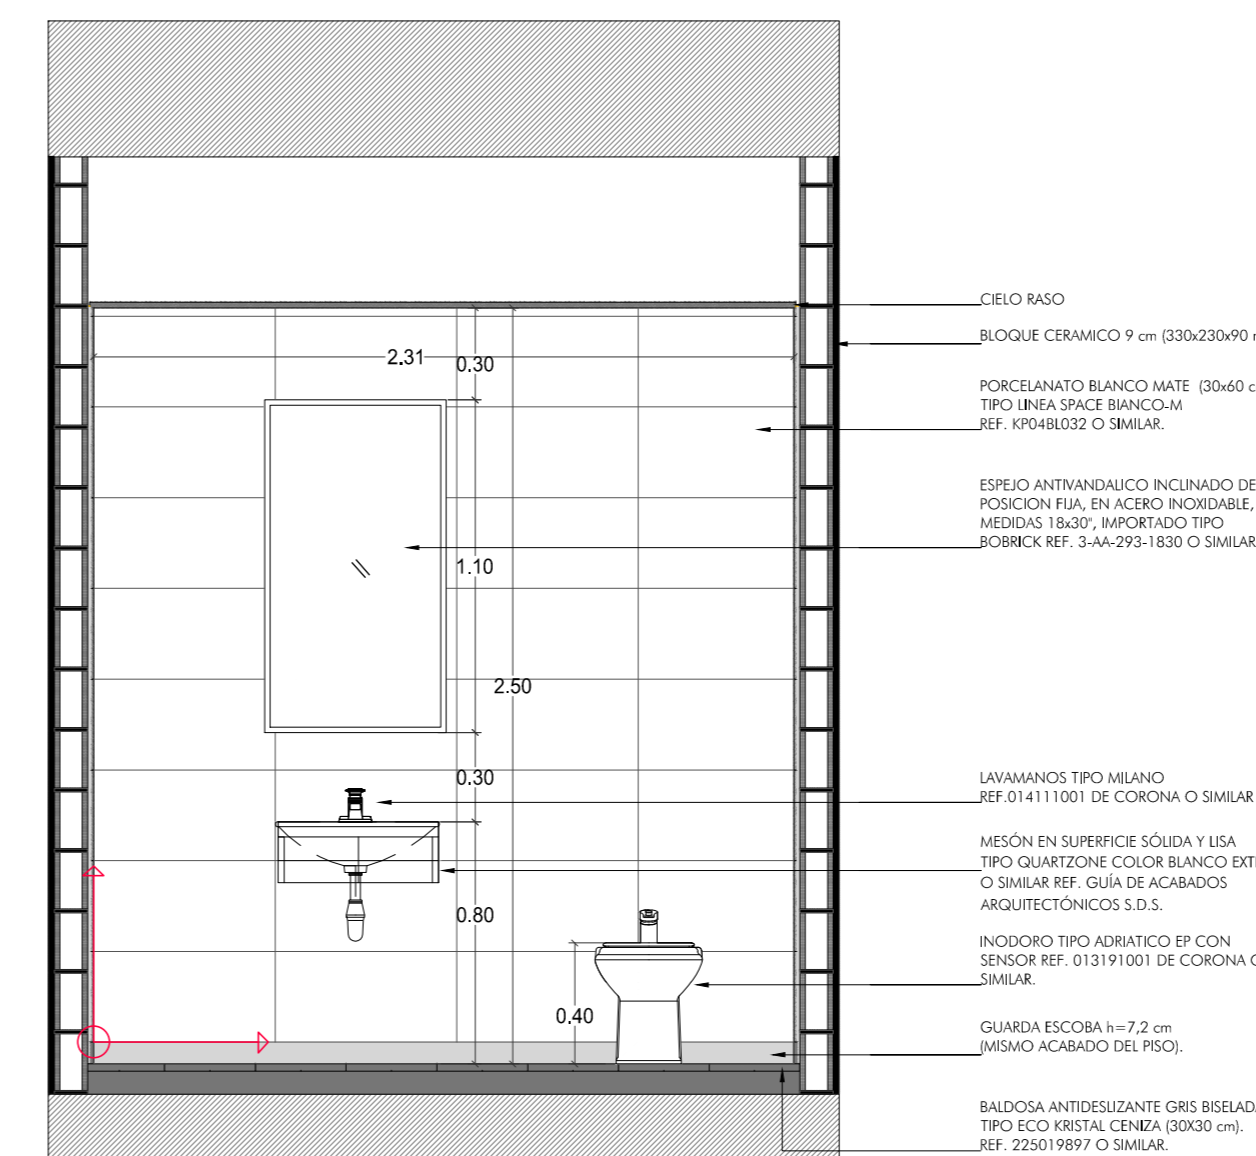 CIELO RASO
BLOQUE CERAMICO 9 cm (330x230x90
PORCELANATO BLANCO MATE (30x60
TIPO LINEA SPACE BIANCO-M
REF. KP04BL032 O SIMILAR.
ESPEJO ANTIVANDALICO INCLINADO DE
POSICION FIJA, EN ACERO INOXIDABLE,
MEDIDAS 18x30", IMPORTADO TIPO
BOBRICK REF. 3-AA-293-1830 O SIMILAR
LAVAMANOS TIPO MILANO
REF.014111001 DE CORONA O SIMILAR
MESÓN EN SUPERFICIE SÓLIDA Y LISA
TIPO QUARTZONE COLOR BLANCO
O SIMILAR REF. GUÍA DE ACABADOS
ARQUITECTÓNICOS S.D.S.
INODORO TIPO ADRIATICO EP CON
SENSOR REF. 013191001 DE CORONA
SIMILAR.
GUARDA ESCOBA h=7,2 cm
(MISMO ACABADO DEL PISO).
BALDOSA ANTIDESLIZANTE GRIS
TIPO ECO KRISTAL CENIZA (30X30 cm).
REF. 225019897 O SIMILAR.
2.31
0.30
1.10
2.50
0.30
0.80
0.40